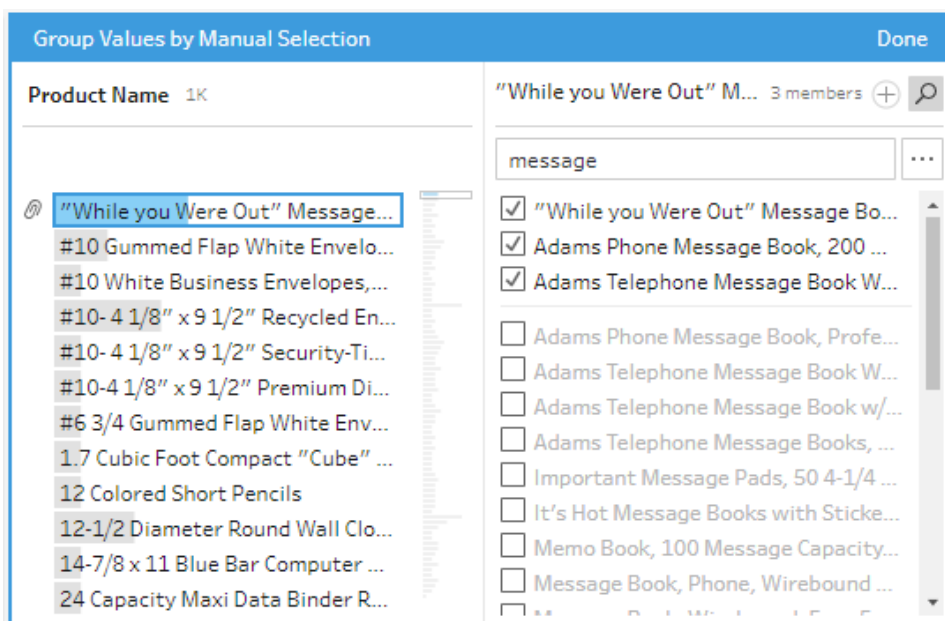 Group Values by Manual Selection Done
Product Name 1K
"While you Were Out" Message...
#10 Gummed Flap White Envelo...
#10 White Business Envelopes,...
#10- 4 1/8" x 9 1/2" Recycled En...
#10- 4 1/8" x 9 1/2" Security-Ti...
#10-4 1/8" x 9 1/2" Premium Di...
#6 3/4 Gummed Flap White Env...
1.7 Cubic Foot Compact "Cube" ...
12 Colored Short Pencils
12-1/2 Diameter Round Wall Clo...
14-7/8 x 11 Blue Bar Computer ...
24 Capacity Maxi Data Binder R...
"While you Were Out" M... 3 members
message
"While you Were Out" Message Bo...
Adams Phone Message Book, 200 ...
Adams Telephone Message Book W...
Adams Phone Message Book, Profe...
Adams Telephone Message Book W...
Adams Telephone Message Book w/...
Adams Telephone Message Books, ...
Important Message Pads, 50 4-1/4 ...
It's Hot Message Books with Sticke...
Memo Book, 100 Message Capacity...
Message Book, Phone, Wirebound ...